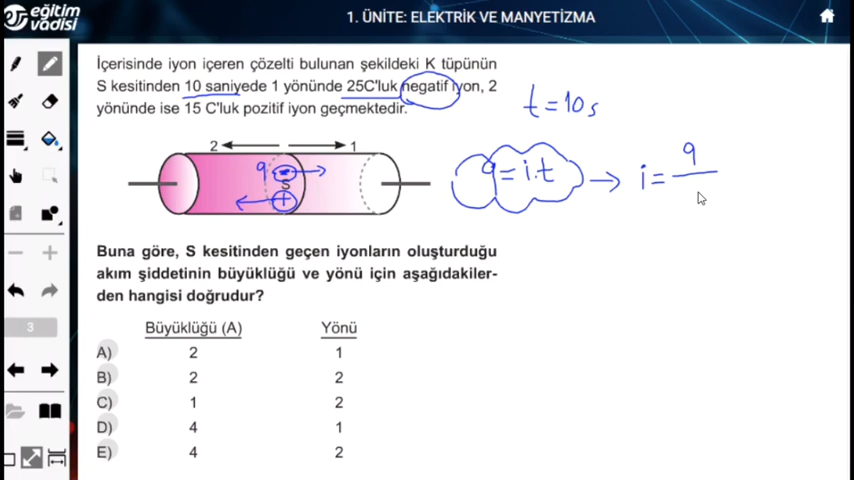 eğitim
vadisi
1. ÜNİTE: ELEKTRİK VE MANYETİZMA
İçerisinde iyon içeren çözelti bulunan şekildeki K tüpünün
S kesitinden 10 saniyede 1 yönünde 25C'luk negatif iyon, 2
yönünde ise 15 C'luk pozitif iyon geçmektedir.
t=10s
2 1
q - 
S
+
q=i.t → i=q
Buna göre, S kesitinden geçen iyonların oluşturduğu
akım şiddetinin büyüklüğü ve yönü için aşağıdakiler-
den hangisi doğrudur?
Büyüklüğü (A) Yönü
A) 2 1
B) 2 2
C) 1 2
D) 4 1
E) 4 2
3